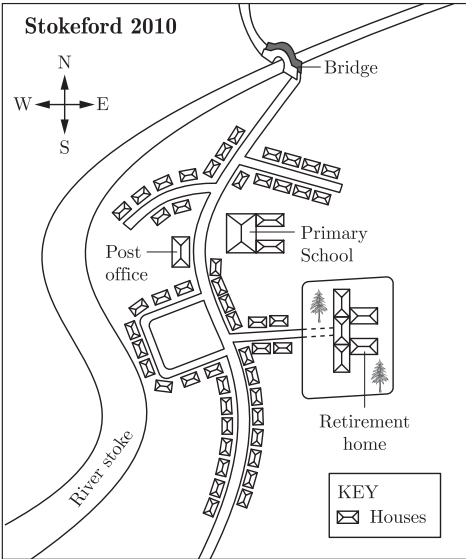 Stokeford 2010
Bridge
N
W E
S
Primary
School
Post
office
Retirement
home
River stoke
KEY
Houses